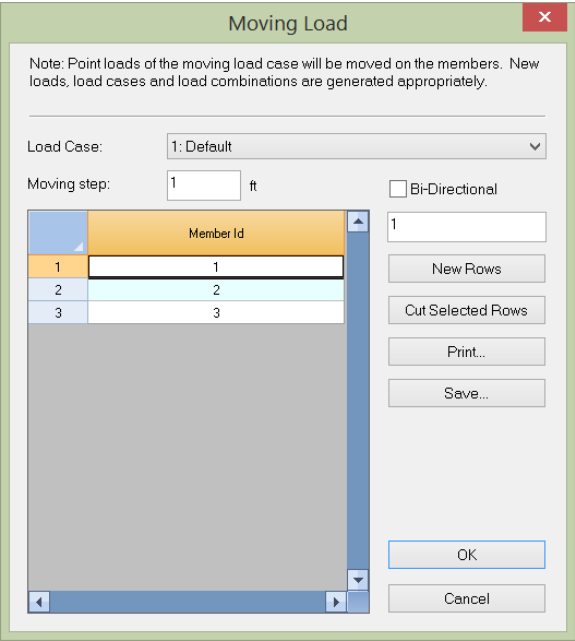 Moving Load
Note: Point loads of the moving load case will be moved on the members. New
loads, load cases and load combinations are generated appropriately.
Load Case: 1: Default
Moving step: 1 ft
Bi-Directional
1
Member Id
1 1
2 2
3 3
New Rows
Cut Selected Rows
Print...
Save...
OK
Cancel